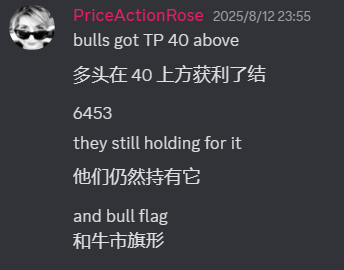 PriceActionRose 2025/8/12 23:55
bulls got TP 40 above
多头在 40 上方获利了结
6453
they still holding for it
他们仍然持有它
and bull flag
和牛市旗形